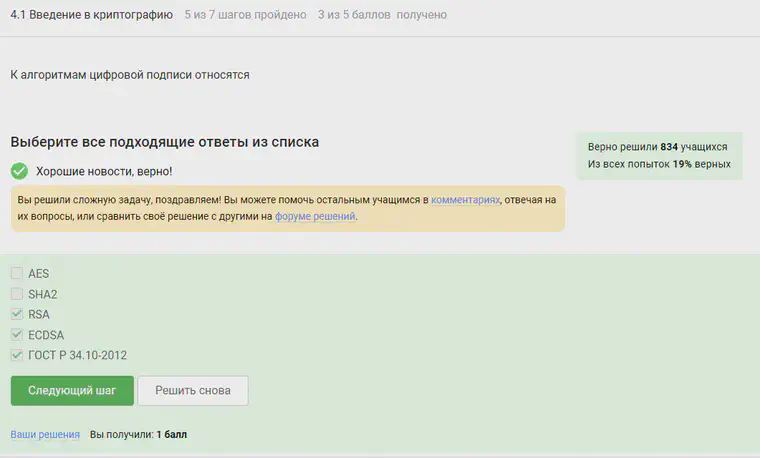 4.1 Введение в криптографию 5 из 7 шагов пройдено 3 из 5 баллов получено
К алгоритмам цифровой подписи относятся
Выберите все подходящие ответы из списка
Верно решили 834 учащихся
Из всех попыток 19% верных
Хорошие новости, верно!
Вы решили сложную задачу, поздравляем! Вы можете помочь остальным учащимся в комментариях, отвечая на
их вопросы, или сравнить своё решение с другими на форуме решений.
AES
SHA2
RSA
ECDSA
ГОСТ Р 34.10-2012
Следующий шаг Решить снова
Ваши решения Вы получили: 1 балл